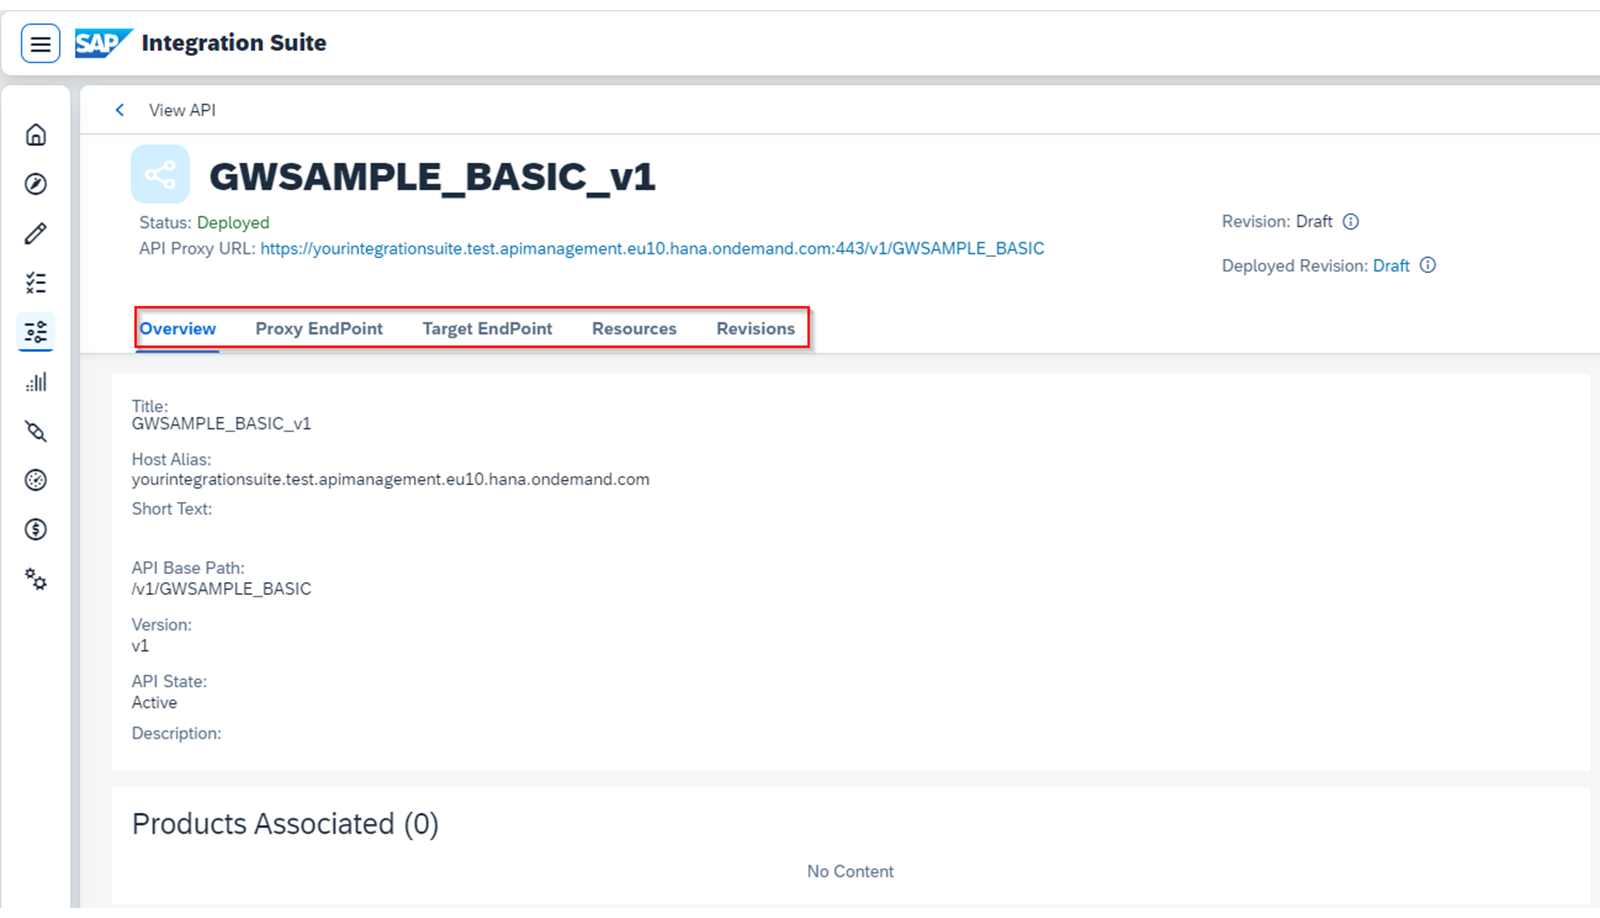 SAP Integration Suite
View API
GWSAMPLE_BASIC_v1
Status: Deployed
API Proxy URL: https://yourintegrationsuite.test.apimanagement.eu10.hana.ondemand.com:443/v1/GWSAMPLE_BASIC
Revision: Draft
Deployed Revision: Draft
Overview Proxy EndPoint Target EndPoint Resources Revisions
Title:
GWSAMPLE_BASIC_v1
Host Alias:
yourintegrationsuite.test.apimanagement.eu10.hana.ondemand.com
Short Text:
API Base Path:
/v1/GWSAMPLE_BASIC
Version:
v1
API State:
Active
Description:
Products Associated (0)
No Content